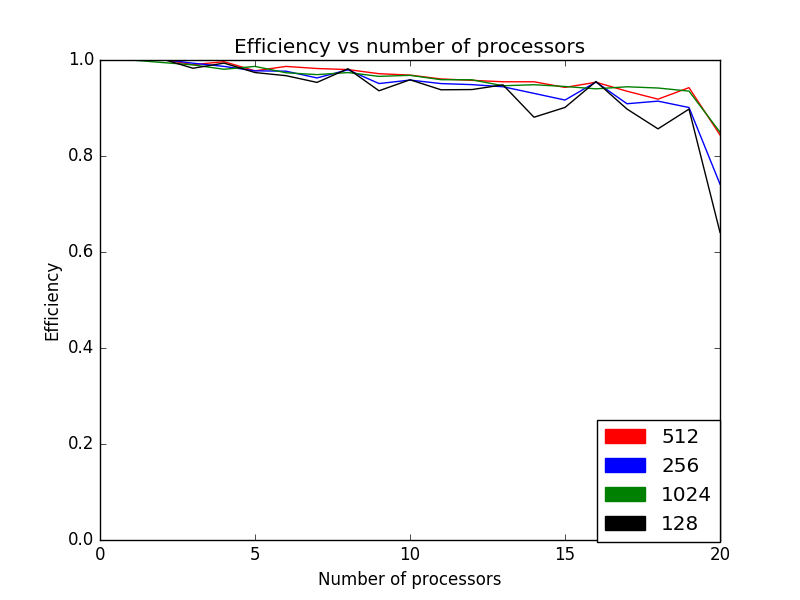 Efficiency vs number of processors
1.0
0.8
0.6
0.4
0.2
0.0
Efficiency
512
256
1024
128
0 5 10 15 20
Number of processors